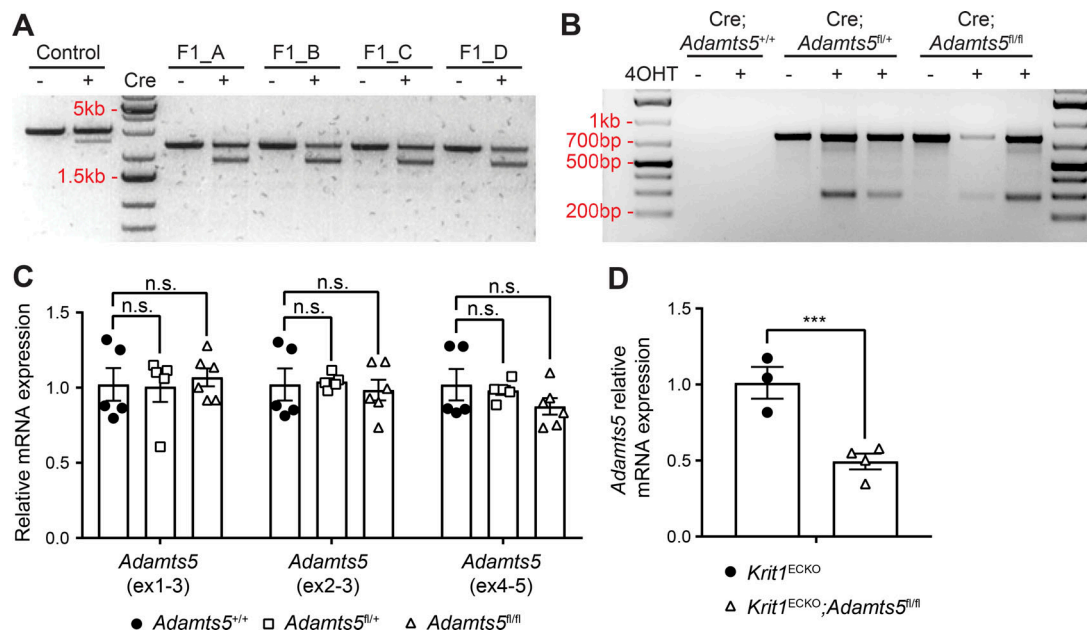 A
Control
F1_A
F1_B
F1_C
F1_D
- + Cre - + - + - + - +
5kb -
1.5kb -
B
Cre; Cre; Cre;
Adamts5+/+ Adamts5fl/+ Adamts5fl/fl
4OHT - + - + + - + +
1kb -
700bp -
500bp -
200bp -
C
Relative mRNA expression
1.5
1.0
0.5
0.0
n.s. n.s. n.s.
n.s. n.s. n.s.
Adamts5 Adamts5 Adamts5
(ex1-3) (ex2-3) (ex4-5)
Adamts5+/+ Adamts5fl/+ Adamts5fl/fl
D
Adamts5 relative
mRNA expression
1.5
1.0
0.5
0.0
***
Krit1ECKO
Krit1ECKO;Adamts5fl/fl